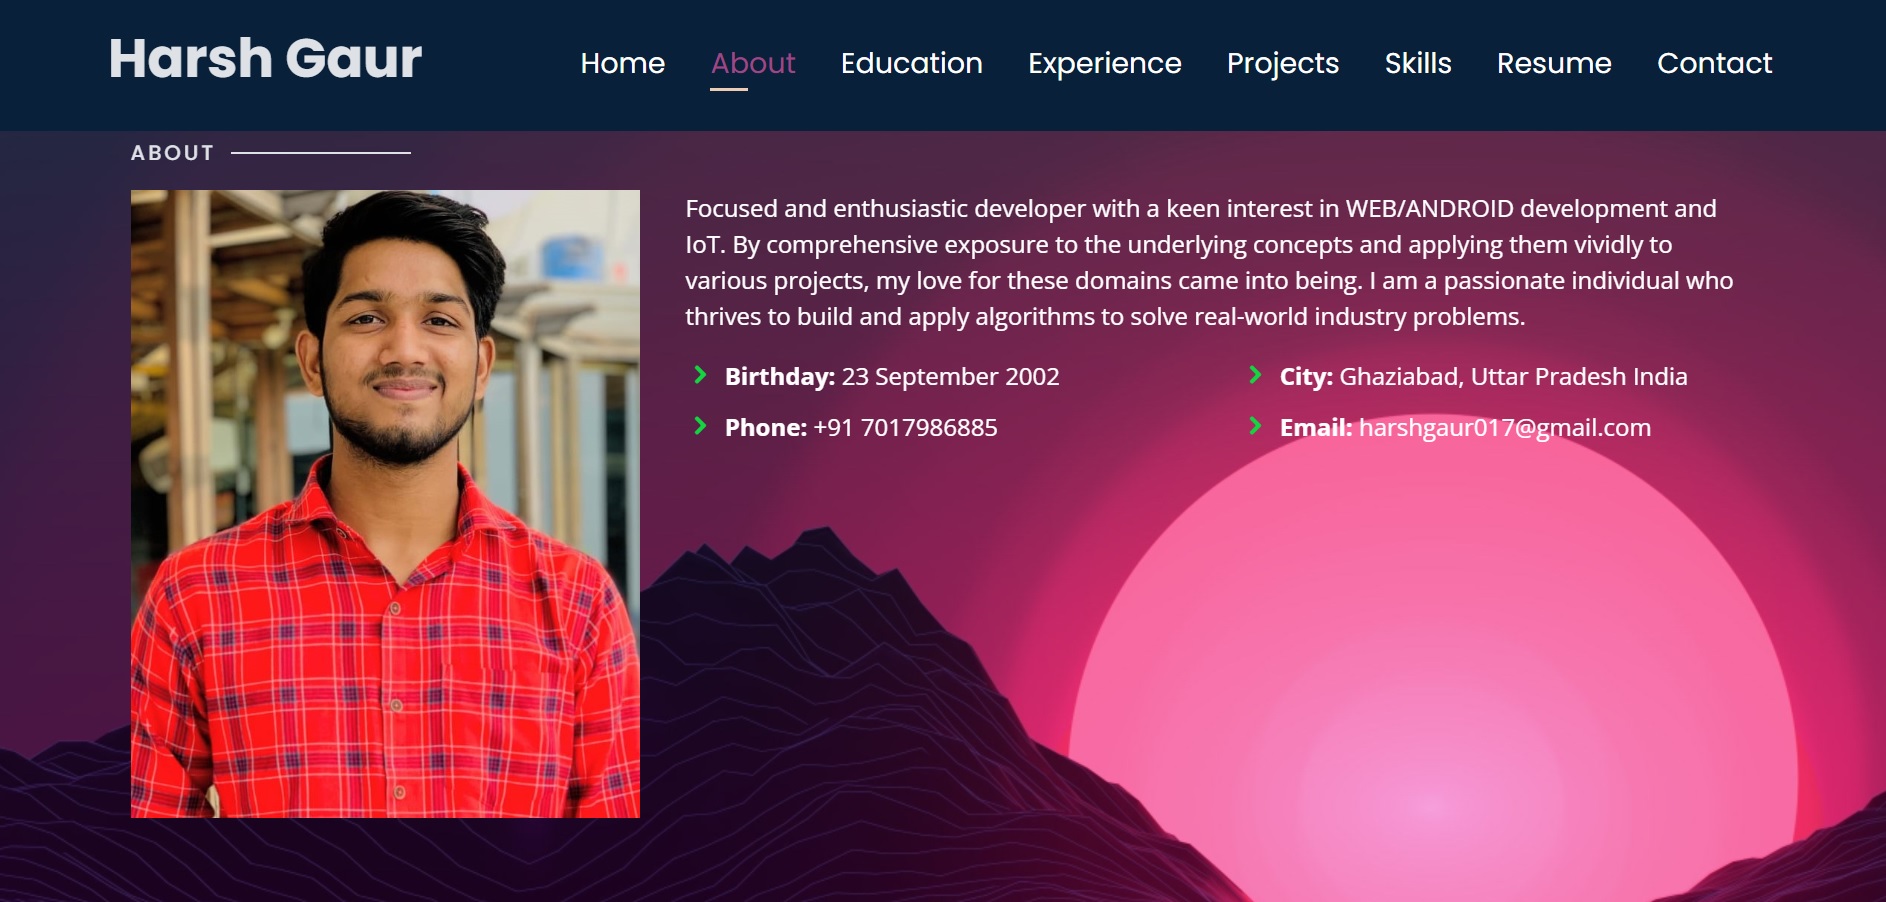 Harsh Gaur
Home About Education Experience Projects Skills Resume Contact
ABOUT
Focused and enthusiastic developer with a keen interest in WEB/ANDROID development and
IoT. By comprehensive exposure to the underlying concepts and applying them vividly to
various projects, my love for these domains came into being. I am a passionate individual who
thrives to build and apply algorithms to solve real-world industry problems.
Birthday: 23 September 2002
City: Ghaziabad, Uttar Pradesh India
Phone: +91 7017986885
Email: harshgaur017@gmail.com